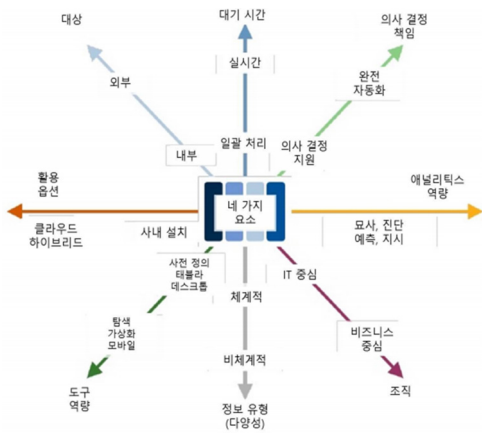 대상
대기 시간
의사 결정
책임
외부
실시간
완전
자동화
내부
일괄 처리
의사 결정
지원
활용
옵션
네 가지
요소
애널리틱스
역량
클라우드
하이브리드
사내 설치
묘사, 진단
예측, 지시
사전 정의
태블라
데스크톱
체계적
IT 중심
탐색
가상화
모바일
비체계적
비즈니스
중심
도구
역량
정보 유형
(다양성)
조직